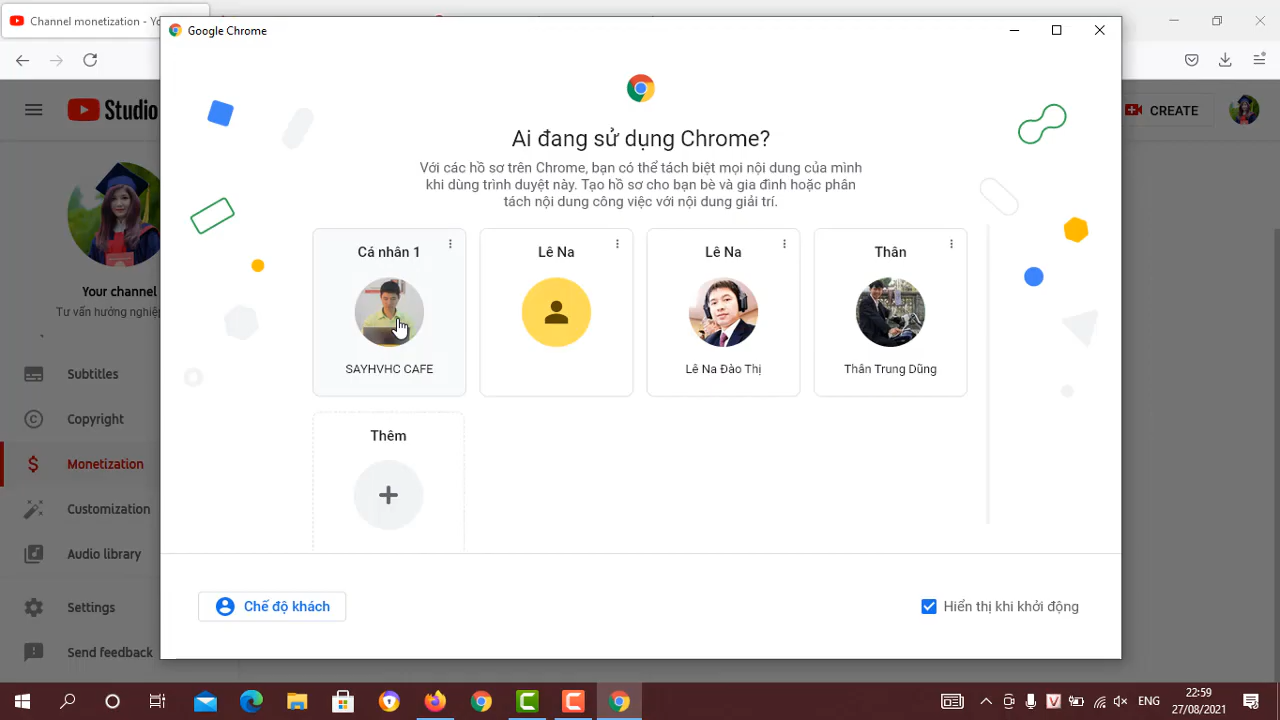 Channel monetization - Yo
Google Chrome
Studio
CREATE
Ai đang sử dụng Chrome?
Với các hồ sơ trên Chrome, bạn có thể tách biệt mọi nội dung của mình
khi dùng trình duyệt này. Tạo hồ sơ cho bạn bè và gia đình hoặc phân
tách nội dung công việc với nội dung giải trí.
Cá nhân 1
SAYHVHC CAFE
Lê Na
Lê Na
Lê Na Đào Thị
Thân
Thân Trung Dũng
Thêm
Your channel
Tư vấn hướng nghiệp
Subtitles
Copyright
Monetization
Customization
Audio library
Settings
Send feedback
Chế độ khách
Hiển thị khi khởi động
V
ENG
22:59
27/08/2021